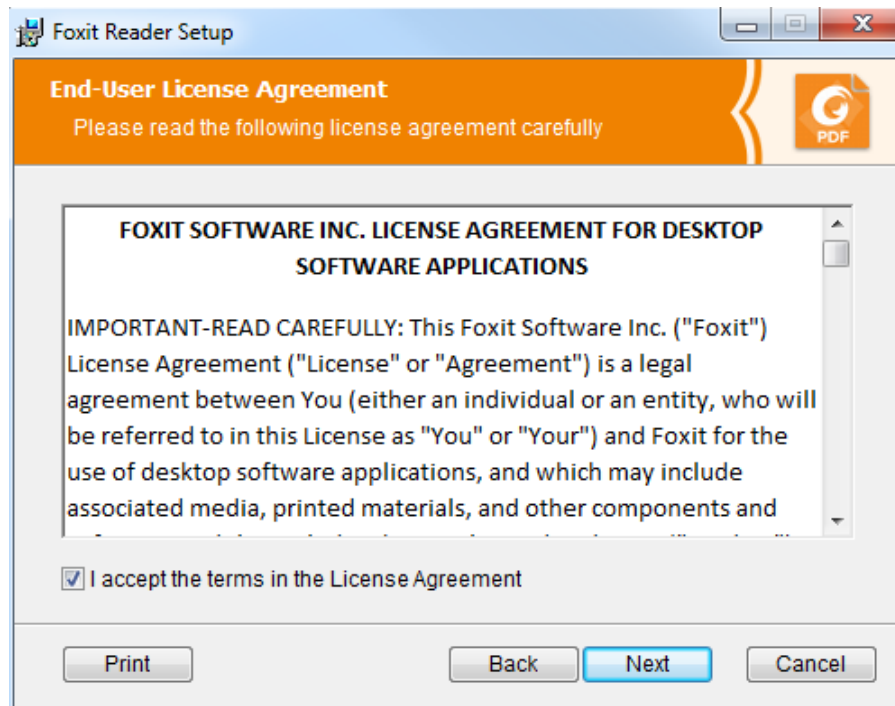 Foxit Reader Setup
End-User License Agreement
Please read the following license agreement carefully
PDF
FOXIT SOFTWARE INC. LICENSE AGREEMENT FOR DESKTOP
SOFTWARE APPLICATIONS
IMPORTANT-READ CAREFULLY: This Foxit Software Inc. ("Foxit")
License Agreement ("License" or "Agreement") is a legal
agreement between You (either an individual or an entity, who will
be referred to in this License as "You" or "Your") and Foxit for the
use of desktop software applications, and which may include
associated media, printed materials, and other components and
I accept the terms in the License Agreement
Print
Back
Next
Cancel